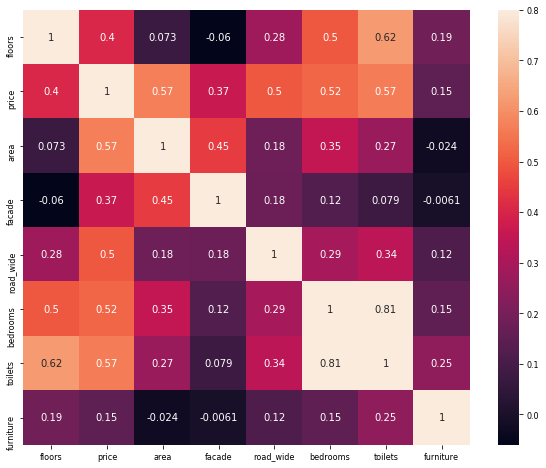 floors 1 0.4 0.073 -0.06 0.28 0.5 0.62 0.19
price 0.4 1 0.57 0.37 0.5 0.52 0.57 0.15
area 0.073 0.57 1 0.45 0.18 0.35 0.27 -0.024
facade -0.06 0.37 0.45 1 0.18 0.12 0.079 -0.0061
road_wide 0.28 0.5 0.18 0.18 1 0.29 0.34 0.12
bedrooms 0.5 0.52 0.35 0.12 0.29 1 0.81 0.15
toilets 0.62 0.57 0.27 0.079 0.34 0.81 1 0.25
furniture 0.19 0.15 -0.024 -0.0061 0.12 0.15 0.25 1
floors price area facade road_wide bedrooms toilets furniture
0.8
0.7
0.6
0.5
0.4
0.3
0.2
0.1
0.0